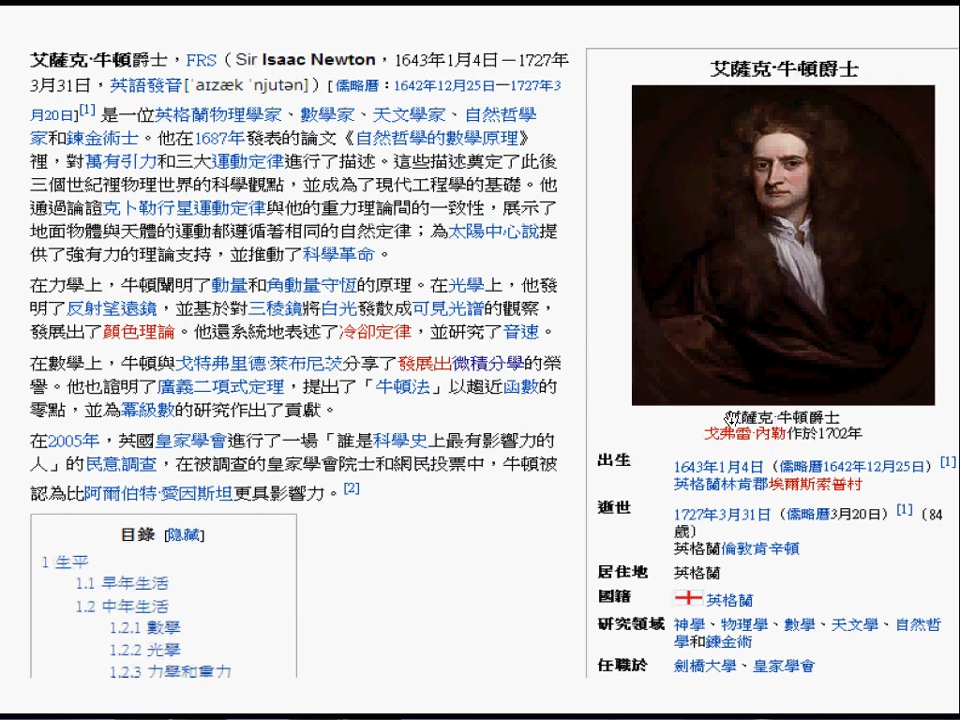 艾薩克·牛頓爵士，FRS（Sir Isaac Newton，1643年1月4日－1727年
3月31日，英語發音[ˈaɪzæk ˈnjutən]）[儒略曆：1642年12月25日—1727年3
月20日][1] 是一位英格蘭物理學家、數學家、天文學家、自然哲學
家和鍊金術士。他在1687年發表的論文《自然哲學的數學原理》
裡，對萬有引力和三大運動定律進行了描述。這些描述奠定了此後
三個世紀裡物理世界的科學觀點，並成為了現代工程學的基礎。他
通過論證克卜勒行星運動定律與他的重力理論間的一致性，展示了
地面物體與天體的運動都遵循著相同的自然定律；為太陽中心說提
供了強有力的理論支持，並推動了科學革命。
在力學上，牛頓闡明了動量和角動量守恆的原理。在光學上，他發
明了反射望遠鏡，並基於對三稜鏡將白光發散成可見光譜的觀察，
發展出了顏色理論。他還系統地表述了冷卻定律，並研究了音速。
在數學上，牛頓與戈特弗里德·萊布尼茨分享了發展出微積分學的榮
譽。他也證明了廣義二項式定理，提出了「牛頓法」以趨近函數的
零點，並為冪級數的研究作出了貢獻。
在2005年，英國皇家學會進行了一場「誰是科學史上最有影響力的
人」的民意調查，在被調查的皇家學會院士和網民投票中，牛頓被
認為比阿爾伯特·愛因斯坦更具影響力。[2]
目錄 [隐藏]
1 生平
1.1 早年生活
1.2 中年生活
1.2.1 數學
1.2.2 光學
1.2.3 力學和重力
艾薩克·牛頓爵士
薩克·牛頓爵士
戈弗雷·內勒作於1702年
出生 1643年1月4日（儒略曆1642年12月25日）[1]
英格蘭林肯郡埃爾斯索普村
逝世 1727年3月31日（儒略曆3月20日）[1]（84
歲）
英格蘭倫敦肯辛頓
居住地 英格蘭
國籍 英格蘭
研究領域 神學、物理學、數學、天文學、自然哲
學和鍊金術
任職於 劍橋大學、皇家學會